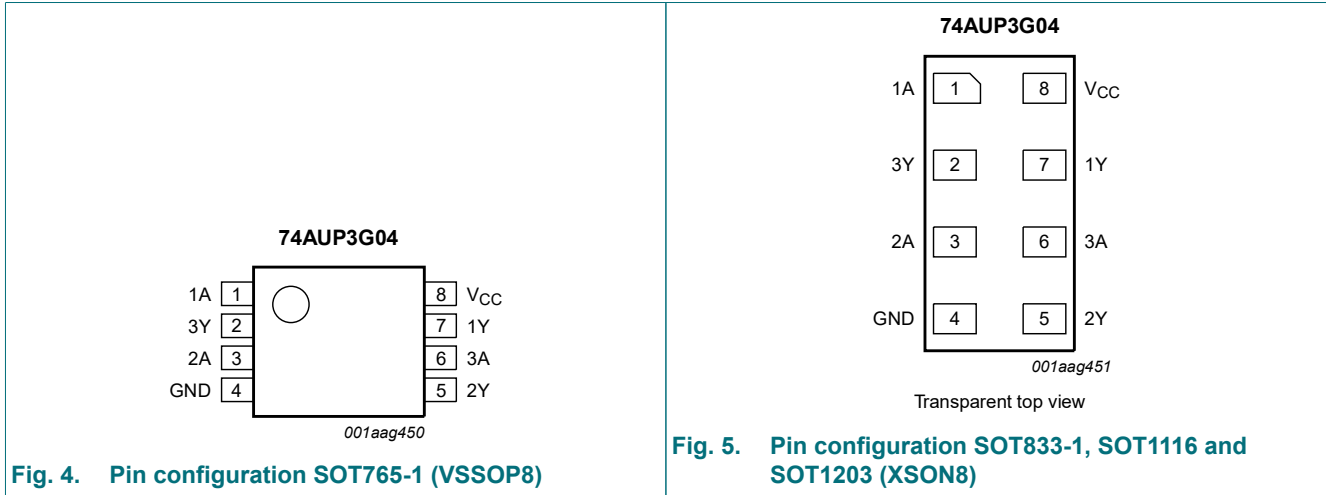 74AUP3G04
1A 1 8 VCC
3Y 2 7 1Y
2A 3 6 3A
GND 4 5 2Y
001aag450
Fig. 4. Pin configuration SOT765-1 (VSSOP8)
74AUP3G04
1A 1 8 VCC
3Y 2 7 1Y
2A 3 6 3A
GND 4 5 2Y
001aag451
Transparent top view
Fig. 5. Pin configuration SOT833-1, SOT1116 and
SOT1203 (XSON8)